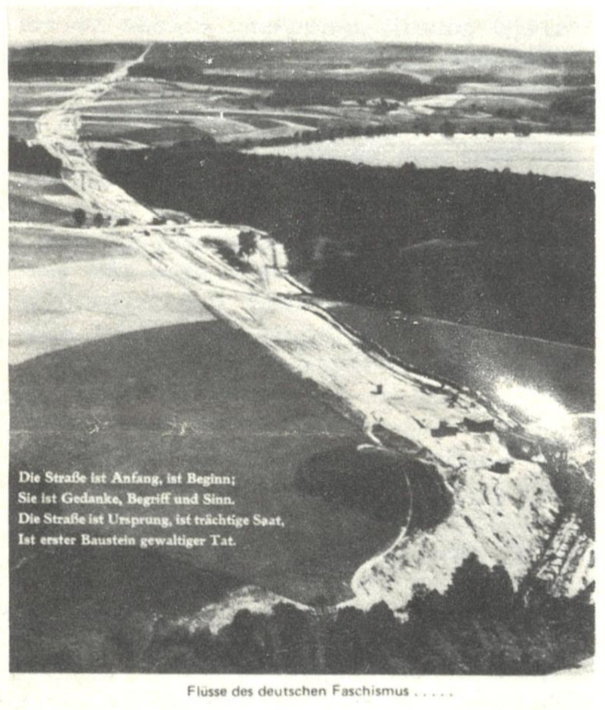 Die Straße ist Anfang, ist Beginn;
Sie ist Gedanke, Begriff und Sinn.
Die Straße ist Ursprung, ist trächtige Saat,
Ist erster Baustein gewaltiger Tat.
Flüsse des deutschen Faschismus . . . . .